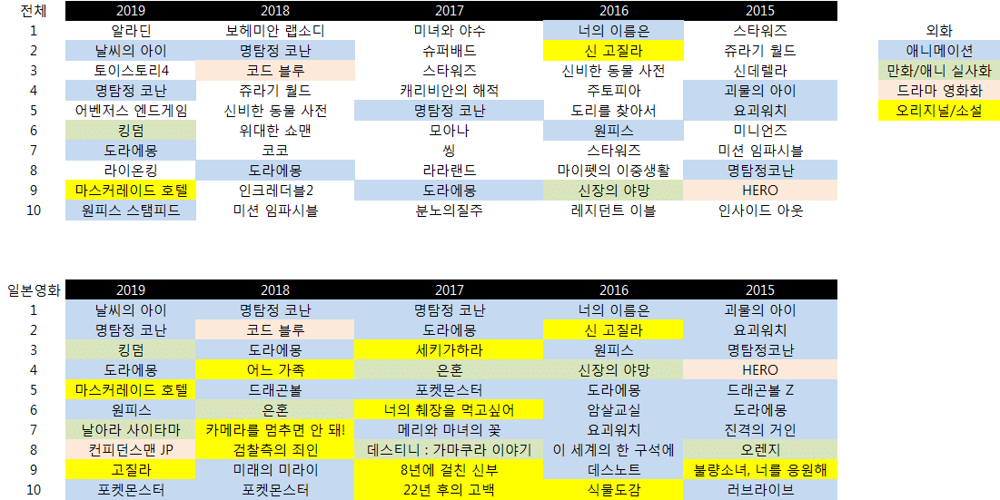 전체 2019 2018 2017 2016 2015
1 알라딘 보헤미안 랩소디 미녀와 야수 너의 이름은 스타워즈 외화
2 날씨의 아이 명탐정 코난 슈퍼배드 신 고질라 쥬라기 월드 애니메이션
3 토이스토리4 코드 블루 스타워즈 신비한 동물 사전 신데렐라 만화/애니 실사화
4 명탐정 코난 쥬라기 월드 캐리비안의 해적 주토피아 괴물의 아이 드라마 영화화
5 어벤저스 엔드게임 신비한 동물 사전 명탐정 코난 도리를 찾아서 요괴워치 오리지널/소설
6 킹덤 위대한 쇼맨 모아나 원피스 미니언즈
7 도라에몽 코코 씽 스타워즈 미션 임파시블
8 라이온킹 도라에몽 라라랜드 마이펫의 이중생활 명탐정코난
9 마스커레이드 호텔 인크레더블2 도라에몽 신장의 야망 HERO
10 원피스 스탬피드 미션 임파시블 분노의질주 레지던트 이블 인사이드 아웃
일본영화 2019 2018 2017 2016 2015
1 날씨의 아이 명탐정 코난 명탐정 코난 너의 이름은 괴물의 아이
2 명탐정 코난 코드 블루 도라에몽 신 고질라 요괴워치
3 킹덤 도라에몽 세키가하라 원피스 명탐정코난
4 도라에몽 어느 가족 은혼 신장의 야망 HERO
5 마스커레이드 호텔 드래곤볼 포켓몬스터 도라에몽 드래곤볼 Z
6 원피스 은혼 너의 췌장을 먹고싶어 암살교실 도라에몽
7 날아라 사이타마 카메라를 멈추면 안 돼! 메리와 마녀의 꽃 요괴워치 진격의 거인
8 컨피던스맨 JP 검찰측의 죄인 데스티니 : 가마쿠라 이야기 이 세계의 한 구석에 오렌지
9 고질라 미래의 미라이 8년에 걸친 신부 데스노트 불량소녀, 너를 응원해
10 포켓몬스터 포켓몬스터 22년 후의 고백 식물도감 러브라이브